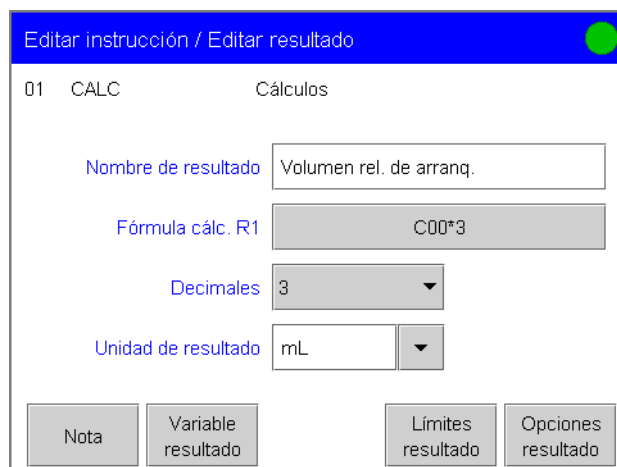 Editar instrucción / Editar resultado
01 CALC Cálculos
Nombre de resultado Volumen rel. de arranq.
Fórmula cálc. R1 C00*3
Decimales 3
Unidad de resultado mL
Nota Variable resultado Límites resultado Opciones resultado